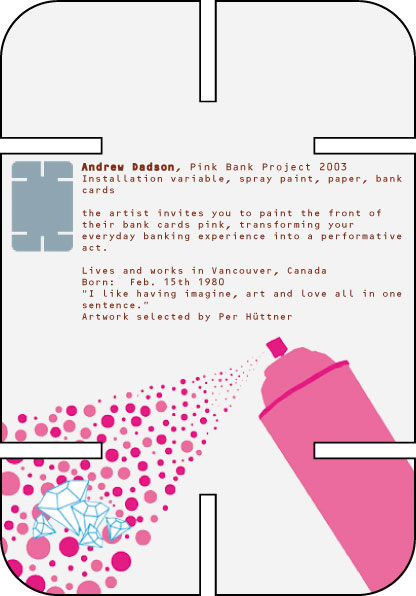 Andrew Dadson, Pink Bank Project 2003
Installation variable, spray paint, paper, bank
cards
the artist invites you to paint the front of
their bank cards pink, transforming your
everyday banking experience into a performative
act.
Lives and works in Vancouver, Canada
Born:  Feb. 15th 1980
"I like having imagine, art and love all in one
sentence."
Artwork selected by Per Hüttner